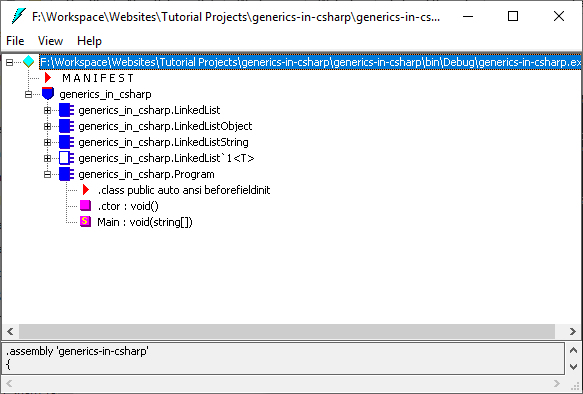 F:\Workspace\Websites\Tutorial Projects\generics-in-csharp\generics-in-cs...
File View Help
F:\Workspace\Websites\Tutorial Projects\generics-in-csharp\generics-in-csharp\bin\Debug\generics-in-csharp.ex
M A N I F E S T
generics_in_csharp
generics_in_csharp.LinkedList
generics_in_csharp.LinkedListObject
generics_in_csharp.LinkedListString
generics_in_csharp.LinkedList`1<T>
generics_in_csharp.Program
.class public auto ansi beforefieldinit
.ctor : void()
S Main : void(string[])
.assembly 'generics-in-csharp'
{